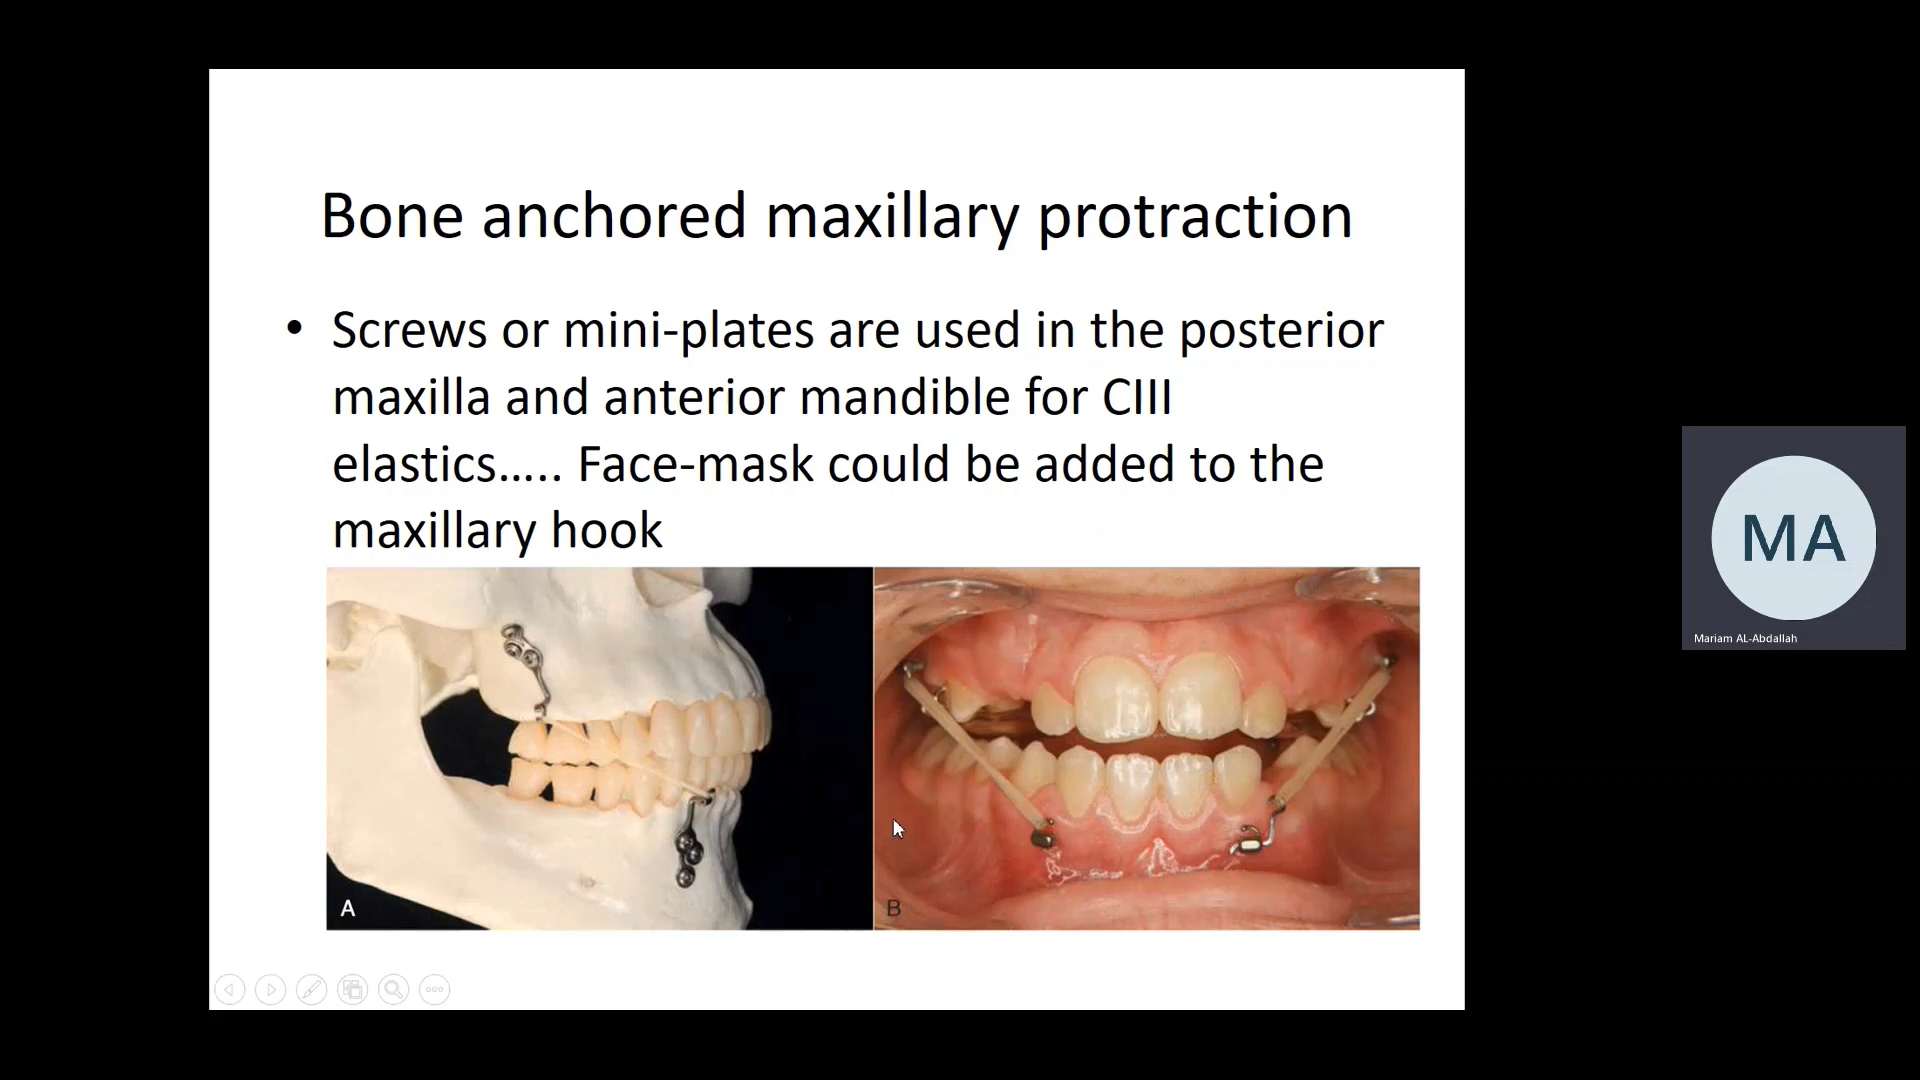 Bone anchored maxillary protraction
• Screws or mini-plates are used in the posterior
maxilla and anterior mandible for CIII
elastics….. Face-mask could be added to the
maxillary hook
A
B
MA
Mariam AL-Abdallah